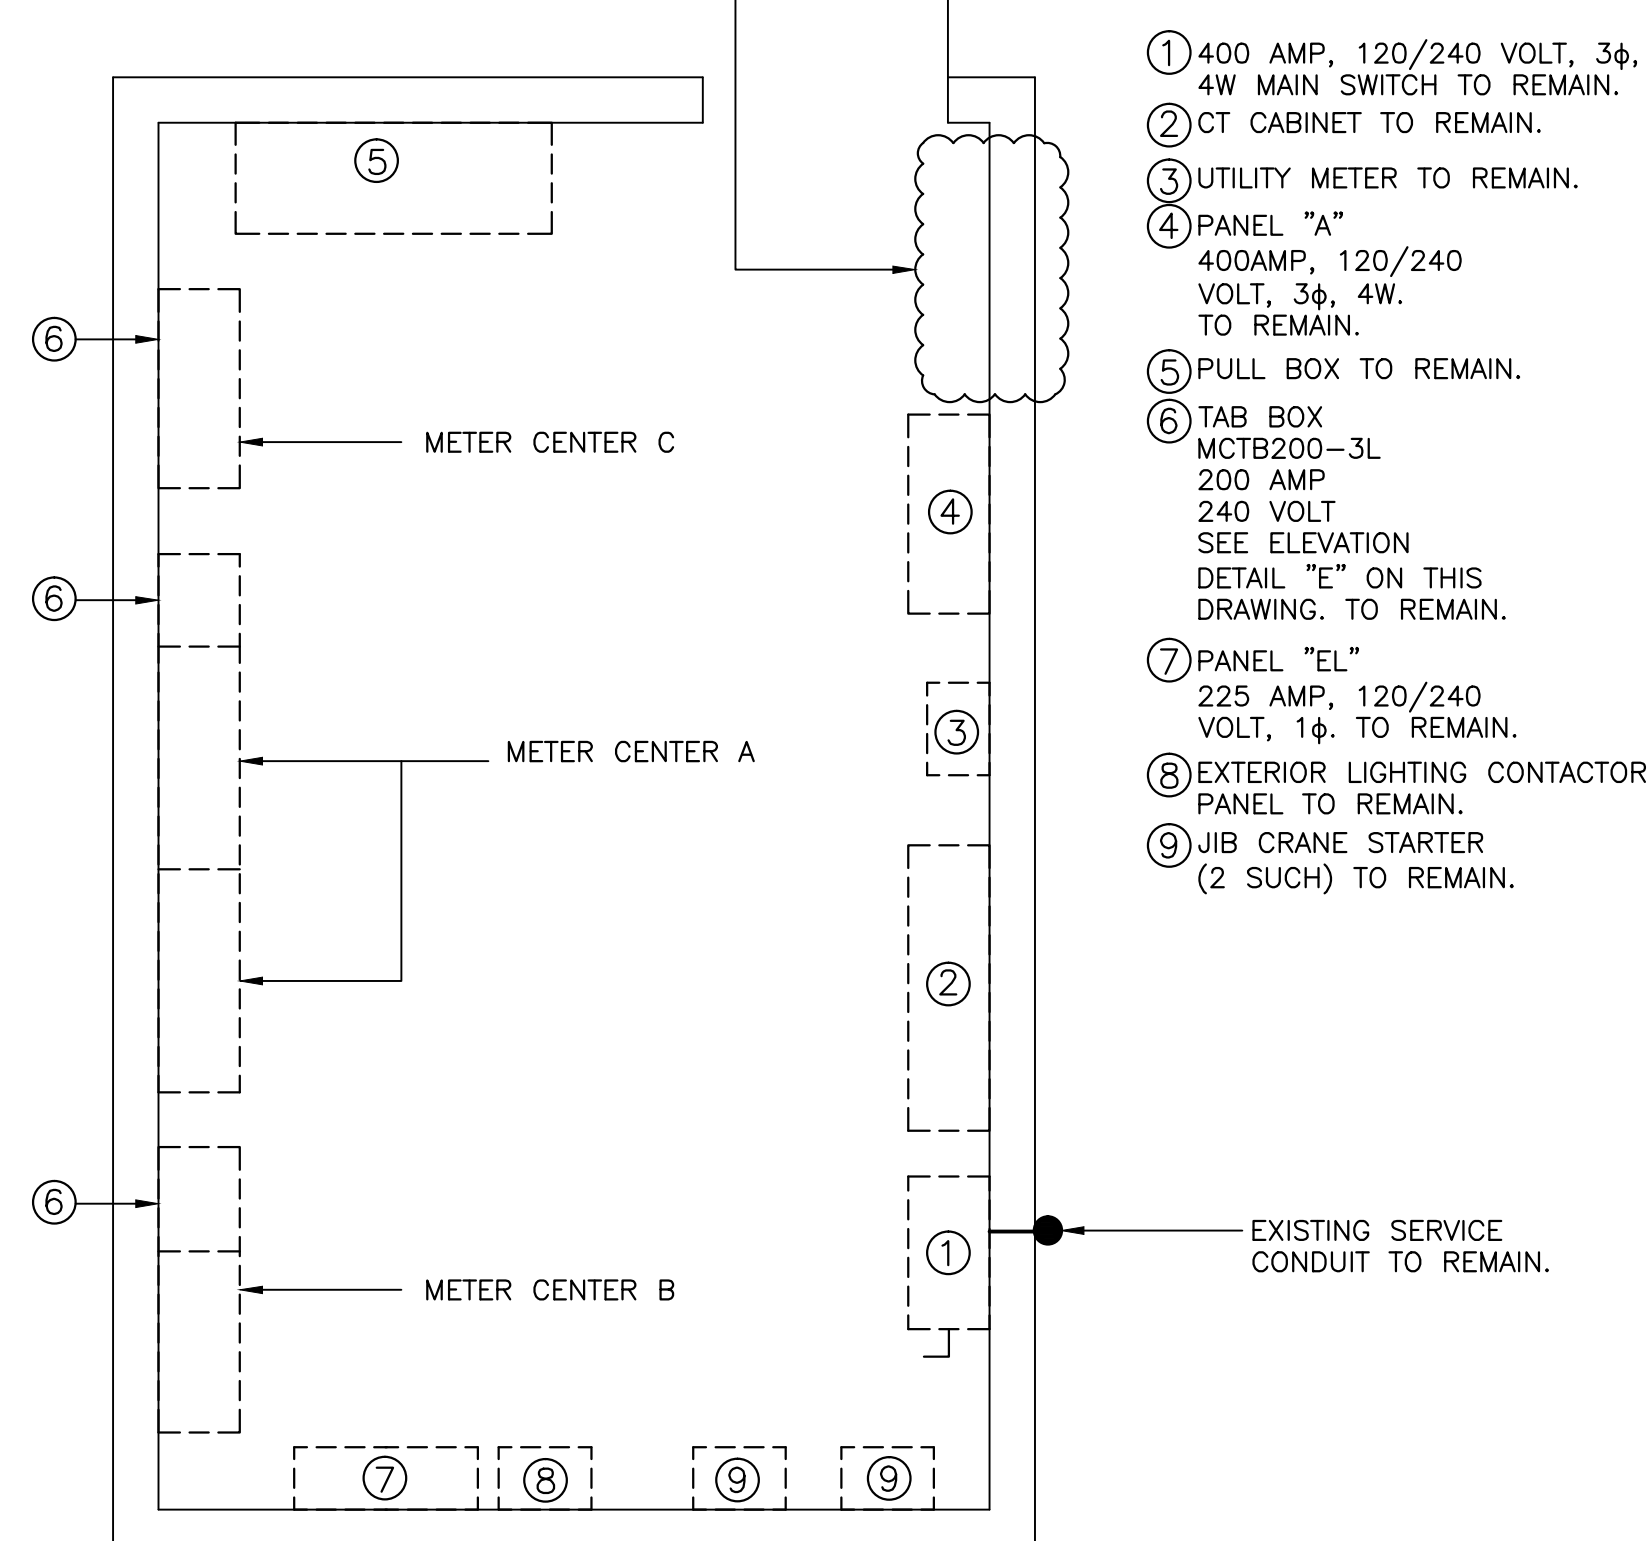 ① 400 AMP, 120/240 VOLT, 3ϕ,
4W MAIN SWITCH TO REMAIN.
② CT CABINET TO REMAIN.
③ UTILITY METER TO REMAIN.
④ PANEL "A"
400AMP, 120/240
VOLT, 3ϕ, 4W.
TO REMAIN.
⑤ PULL BOX TO REMAIN.
⑥ TAB BOX
MCTB200-3L
200 AMP
240 VOLT
SEE ELEVATION
DETAIL "E" ON THIS
DRAWING. TO REMAIN.
⑦ PANEL "EL"
225 AMP, 120/240
VOLT, 1ϕ. TO REMAIN.
⑧ EXTERIOR LIGHTING CONTACTOR
PANEL TO REMAIN.
⑨ JIB CRANE STARTER
(2 SUCH) TO REMAIN.
⑤
⑥
METER CENTER C
④
⑥
③
METER CENTER A
②
⑥
①
EXISTING SERVICE
CONDUIT TO REMAIN.
METER CENTER B
⑦
⑧
⑨
⑨